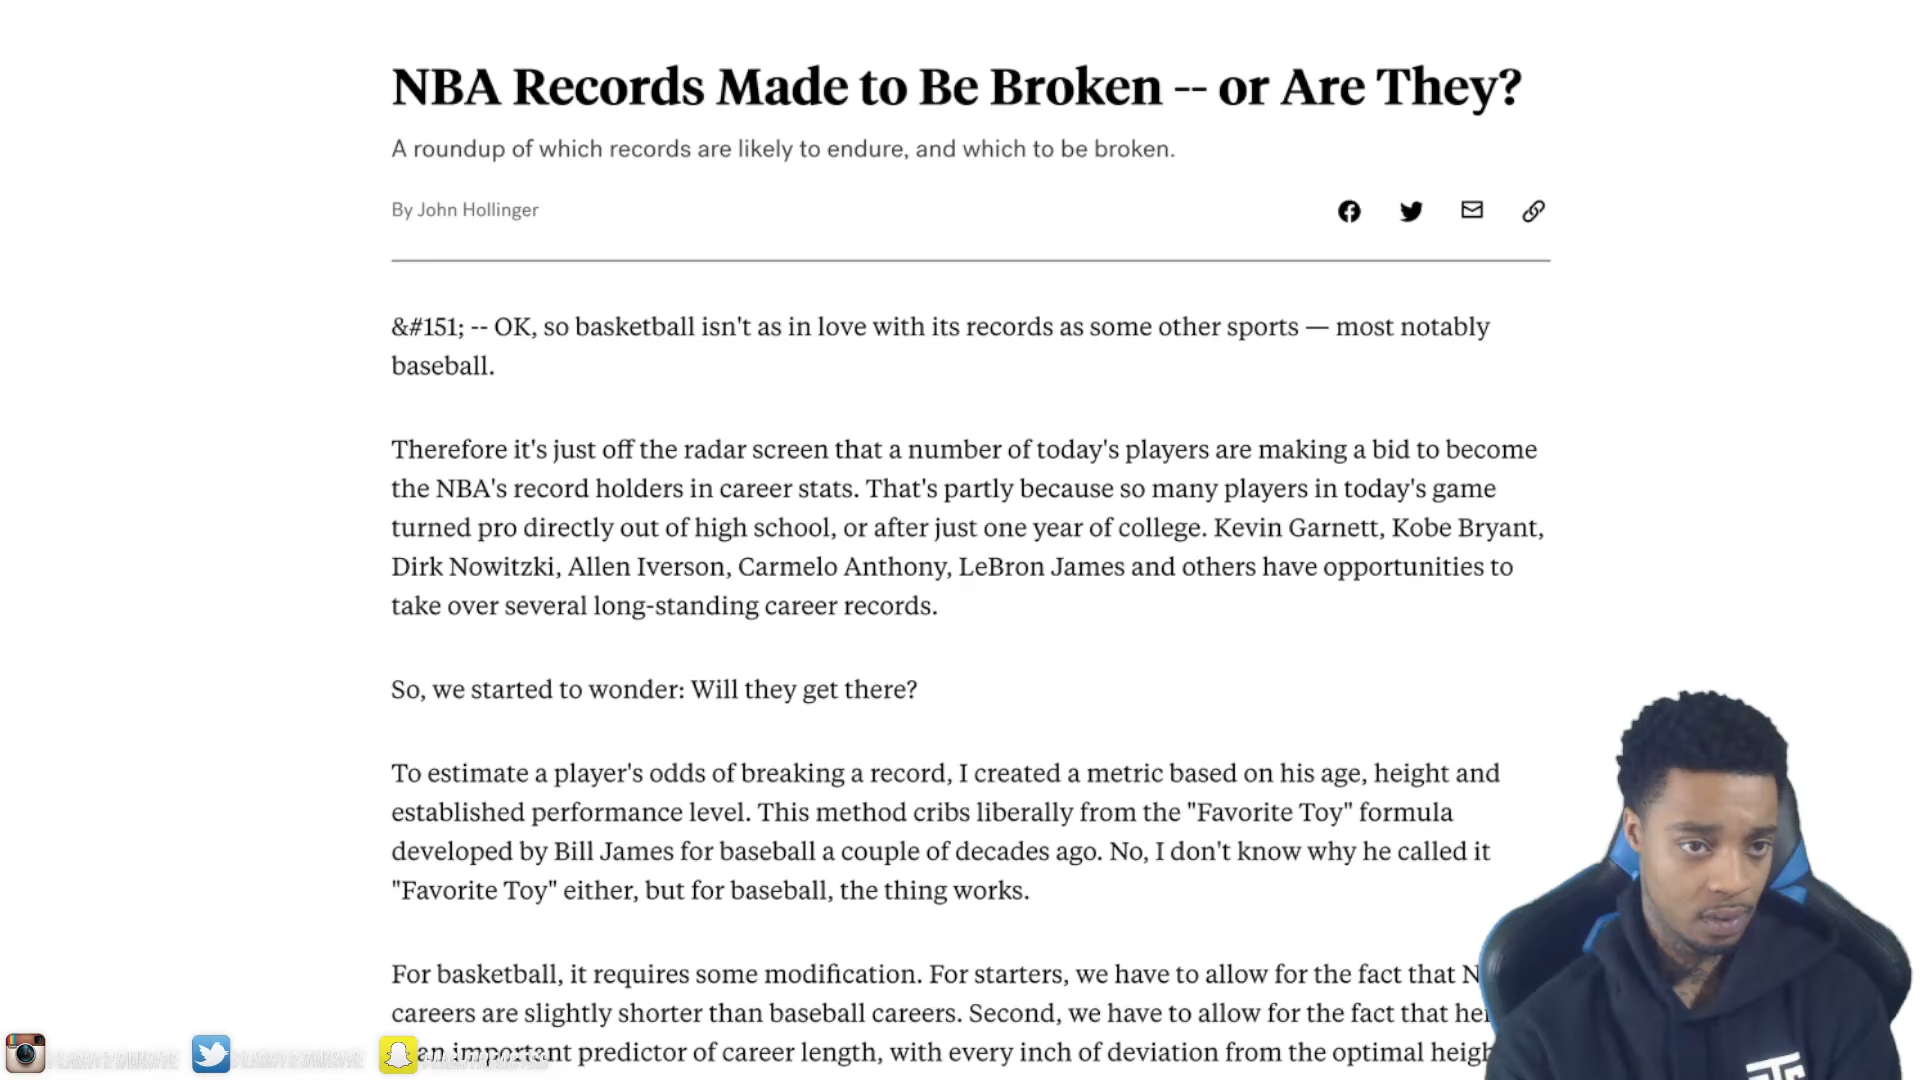 NBA Records Made to Be Broken -- or Are They?
A roundup of which records are likely to endure, and which to be broken.
By John Hollinger
&#151; -- OK, so basketball isn't as in love with its records as some other sports — most notably
baseball.
Therefore it's just off the radar screen that a number of today's players are making a bid to become
the NBA's record holders in career stats. That's partly because so many players in today's game
turned pro directly out of high school, or after just one year of college. Kevin Garnett, Kobe Bryant,
Dirk Nowitzki, Allen Iverson, Carmelo Anthony, LeBron James and others have opportunities to
take over several long-standing career records.
So, we started to wonder: Will they get there?
To estimate a player's odds of breaking a record, I created a metric based on his age, height and
established performance level. This method cribs liberally from the "Favorite Toy" formula
developed by Bill James for baseball a couple of decades ago. No, I don't know why he called it
"Favorite Toy" either, but for baseball, the thing works.
For basketball, it requires some modification. For starters, we have to allow for the fact that
careers are slightly shorter than baseball careers. Second, we have to allow for the fact that
an important predictor of career length, with every inch of deviation from the optimal